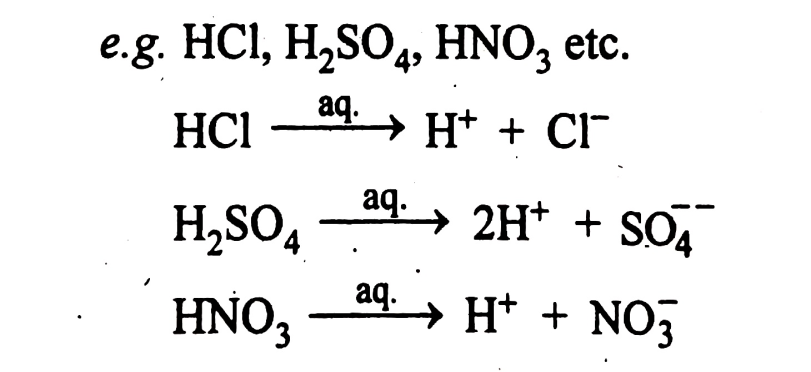 e.g. HCl, H₂SO₄, HNO₃ etc.
HCl —aq.→ H⁺ + Cl⁻
H₂SO₄ —aq.→ 2H⁺ + SO₄⁻⁻
HNO₃ —aq.→ H⁺ + NO₃⁻